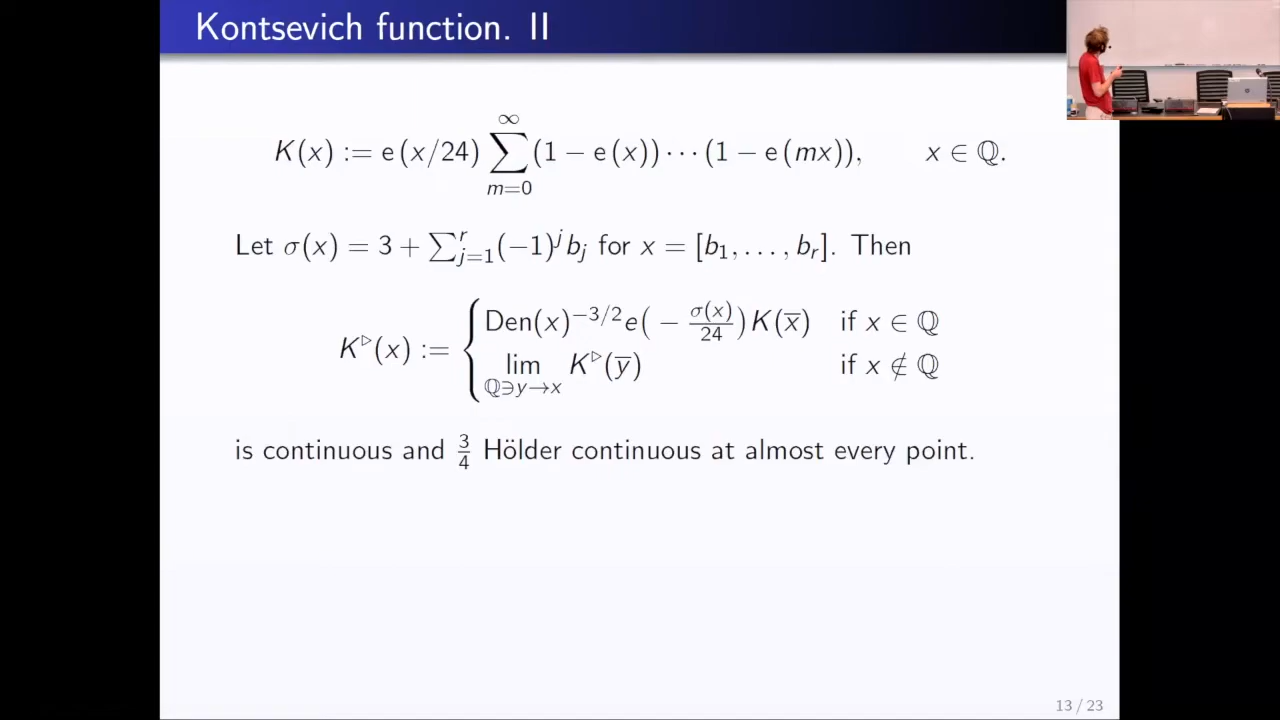 Kontsevich function. II
K(x) := e(x/24) ∑_{m=0}^{∞} (1 − e(x)) ⋯ (1 − e(mx)), x ∈ ℚ.
Let σ(x) = 3 + ∑_{j=1}^{r} (−1)^j b_j for x = [b_1, …, b_r]. Then
K^▹(x) := { Den(x)^{−3/2} e(− σ(x)/24) K(x̅) if x ∈ ℚ
lim_{ℚ∋y→x} K^▹(y̅) if x ∉ ℚ
is continuous and 3/4 Hölder continuous at almost every point.
13 / 23